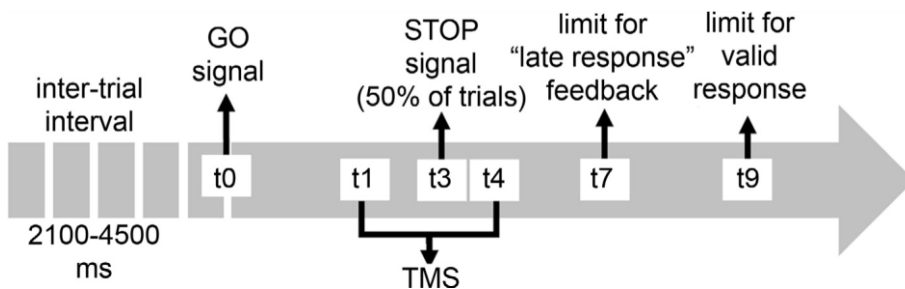 GO
signal
STOP
signal
(50% of trials)
limit for
“late response”
feedback
limit for
valid
response
inter-trial
interval
t0
t1
t3
t4
t7
t9
2100-4500
ms
TMS